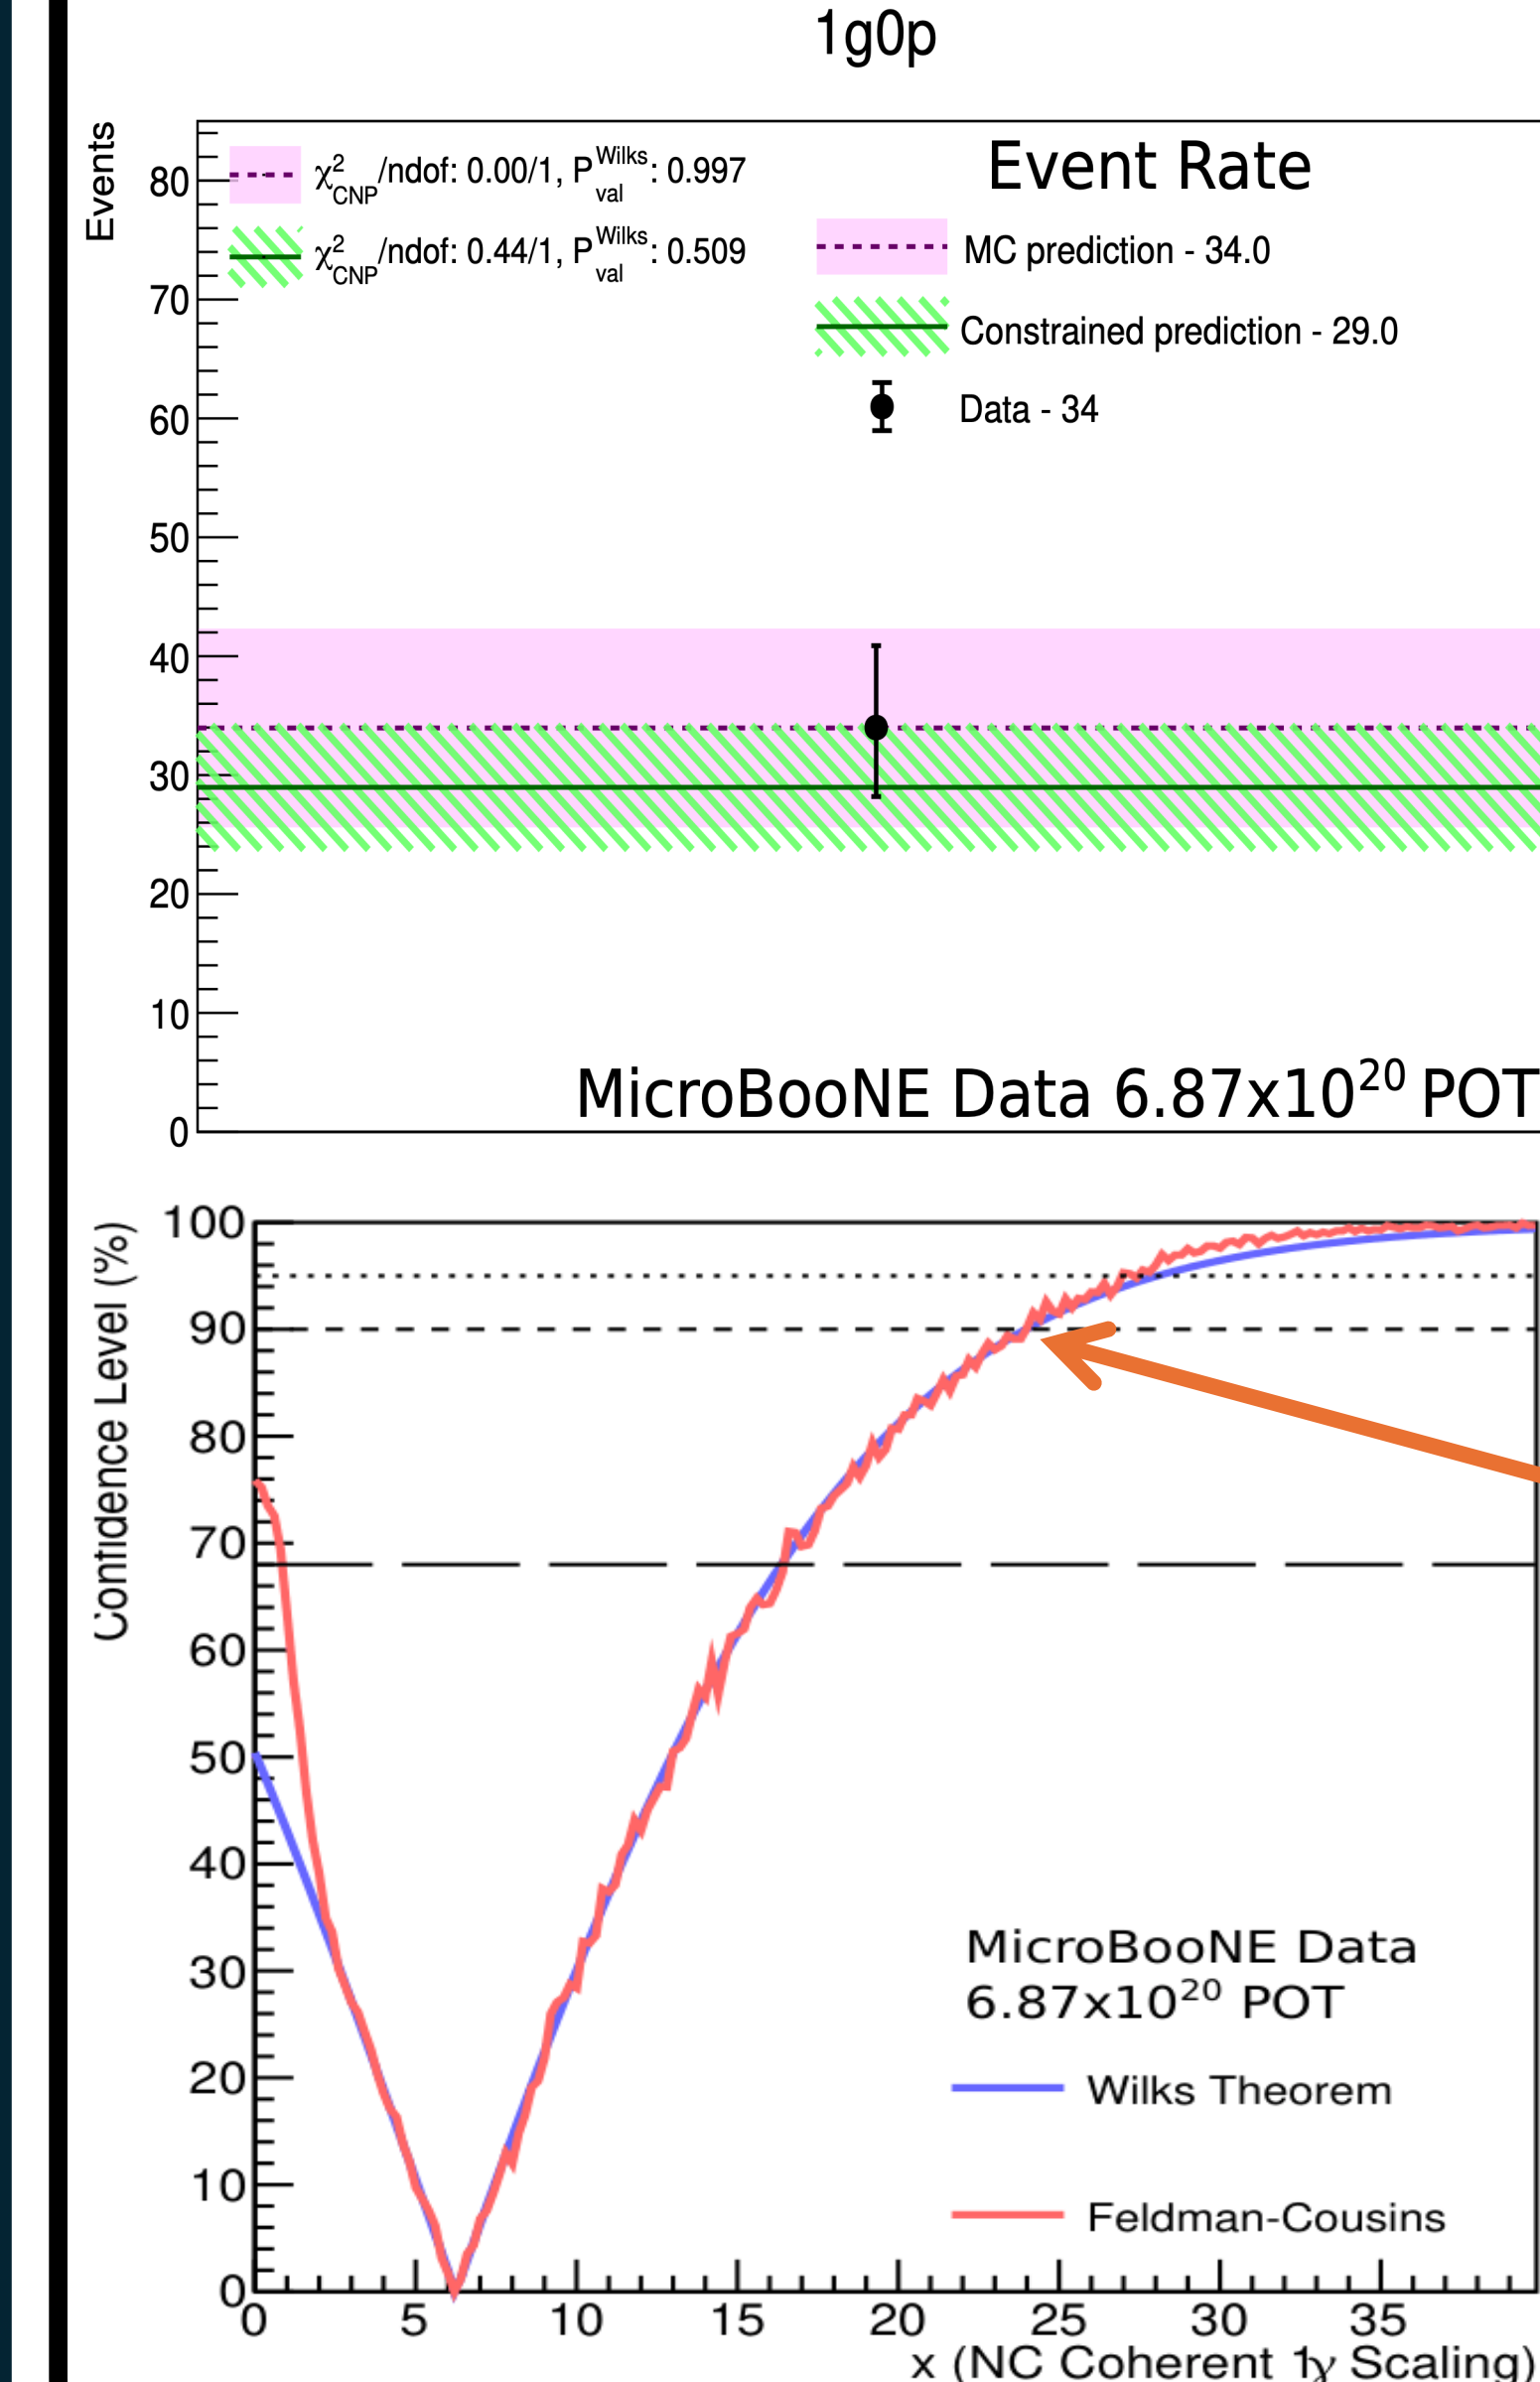 1g0p
Events
Event Rate
χ²CNP/ndof: 0.00/1, P Wilks val: 0.997
χ²CNP/ndof: 0.44/1, P Wilks val: 0.509
MC prediction - 34.0
Constrained prediction - 29.0
Data - 34
80
70
60
50
40
30
20
10
0
MicroBooNE Data 6.87x10²⁰ POT
Confidence Level (%)
100
90
80
70
60
50
40
30
20
10
0
MicroBooNE Data
6.87x10²⁰ POT
Wilks Theorem
Feldman-Cousins
0 5 10 15 20 25 30 35
x (NC Coherent 1γ Scaling)